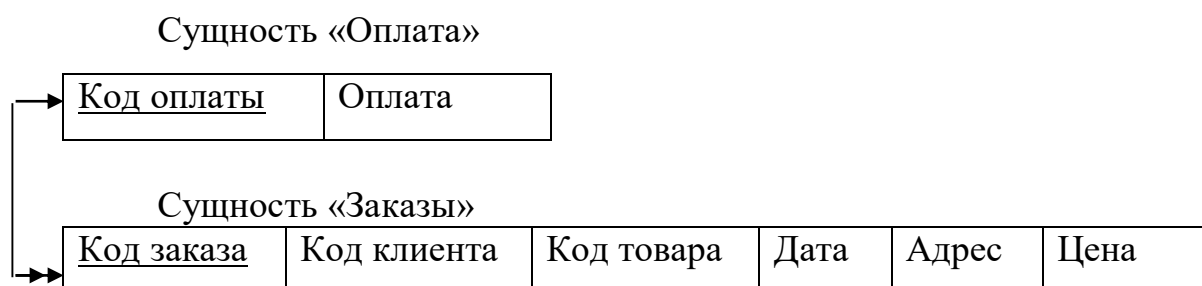 Сущность «Оплата»
Код оплаты Оплата
Сущность «Заказы»
Код заказа Код клиента Код товара Дата Адрес Цена